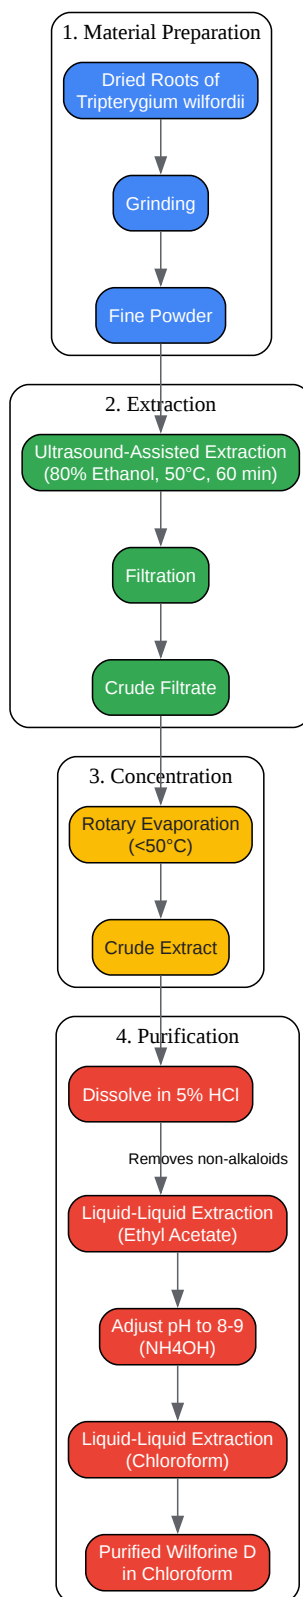 1. Material Preparation
Dried Roots of
Tripterygium wilfordii
Grinding
Fine Powder
2. Extraction
Ultrasound-Assisted Extraction
(80% Ethanol, 50°C, 60 min)
Filtration
Crude Filtrate
3. Concentration
Rotary Evaporation
(<50°C)
Crude Extract
4. Purification
Dissolve in 5% HCl
Removes non-alkaloids
Liquid-Liquid Extraction
(Ethyl Acetate)
Adjust pH to 8-9
(NH4OH)
Liquid-Liquid Extraction
(Chloroform)
Purified Wilforine D
in Chloroform